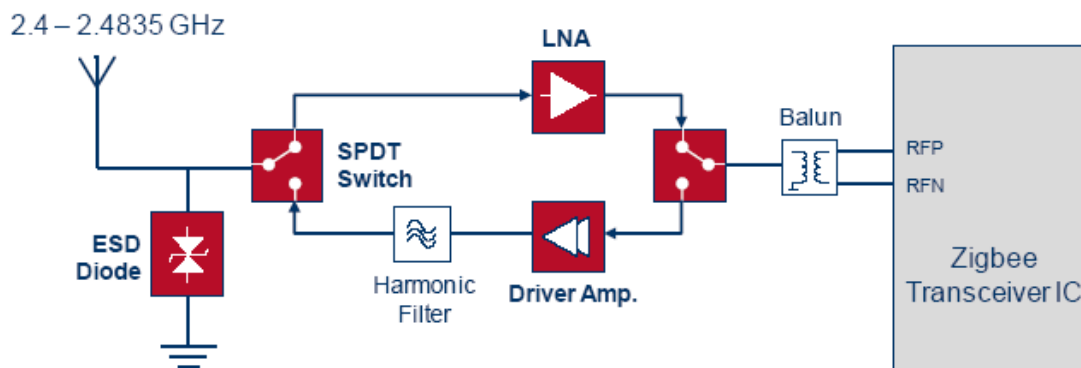 2.4 – 2.4835 GHz
LNA
SPDT
Switch
Balun
RFP
RFN
ESD
Diode
Harmonic
Filter
Driver Amp.
Zigbee
Transceiver IC